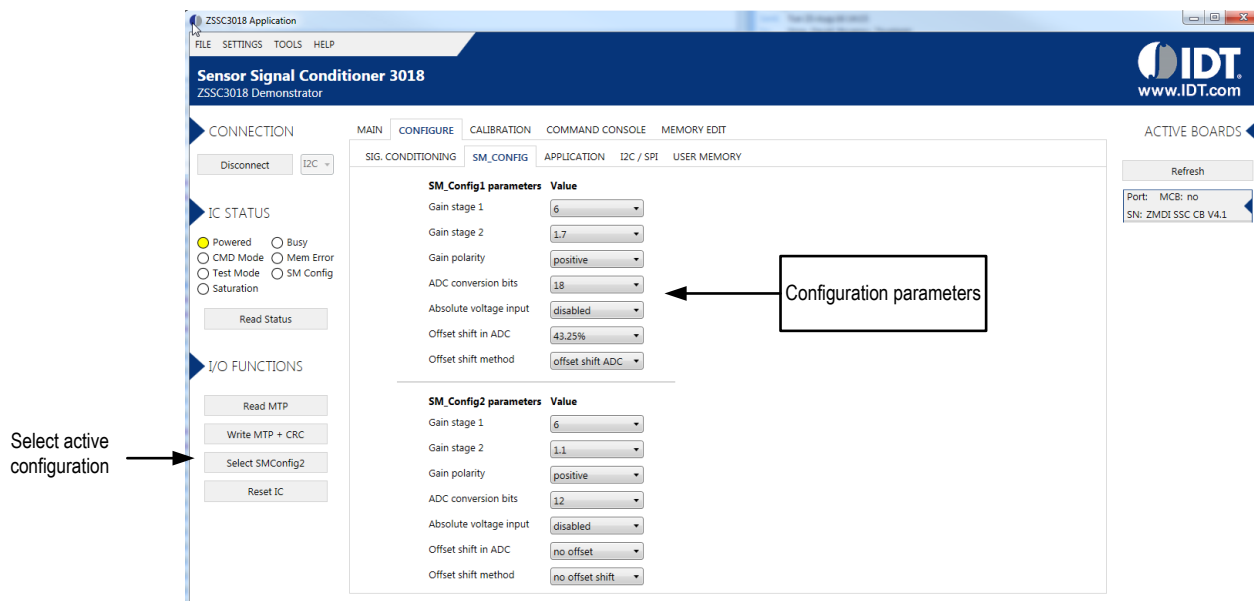 ZSSC3018 Application
FILE SETTINGS TOOLS HELP
Sensor Signal Conditioner 3018
ZSSC3018 Demonstrator
IDT.
www.IDT.com
CONNECTION
Disconnect I2C
IC STATUS
Powered Busy
CMD Mode Mem Error
Test Mode SM Config
Saturation
Read Status
I/O FUNCTIONS
Read MTP
Write MTP + CRC
Select SMConfig2
Reset IC
Select active
configuration
MAIN CONFIGURE CALIBRATION COMMAND CONSOLE MEMORY EDIT
SIG. CONDITIONING SM_CONFIG APPLICATION I2C / SPI USER MEMORY
SM_Config1 parameters Value
Gain stage 1 6
Gain stage 2 1.7
Gain polarity positive
ADC conversion bits 18
Absolute voltage input disabled
Offset shift in ADC 43.25%
Offset shift method offset shift ADC
Configuration parameters
SM_Config2 parameters Value
Gain stage 1 6
Gain stage 2 1.1
Gain polarity positive
ADC conversion bits 12
Absolute voltage input disabled
Offset shift in ADC no offset
Offset shift method no offset shift
ACTIVE BOARDS
Refresh
Port: MCB: no
SN: ZMDI SSC CB V4.1